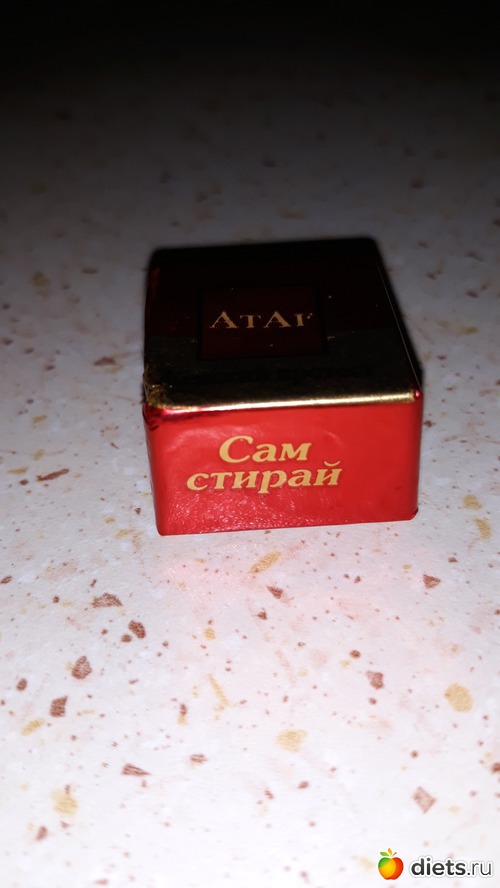 АтАг
Сам
стирай
diets.ru